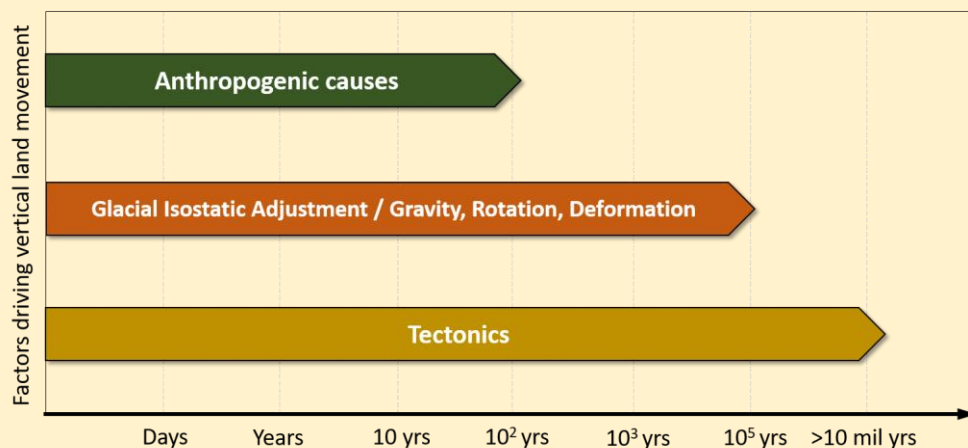 Factors driving vertical land movement
Anthropogenic causes
Glacial Isostatic Adjustment / Gravity, Rotation, Deformation
Tectonics
Days Years 10 yrs 10² yrs 10³ yrs 10⁵ yrs >10 mil yrs